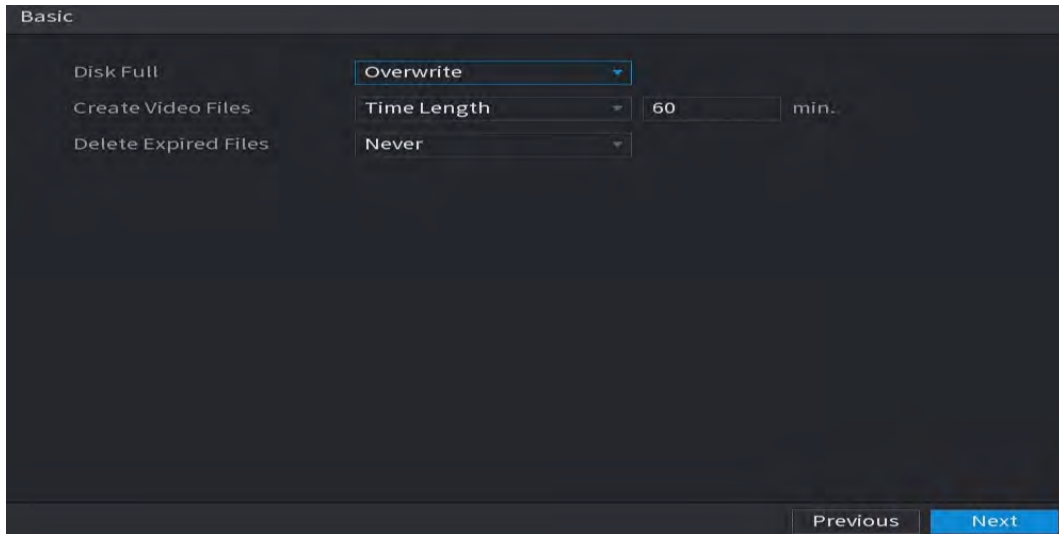 Basic
Disk Full Overwrite
Create Video Files Time Length 60 min.
Delete Expired Files Never
Previous Next